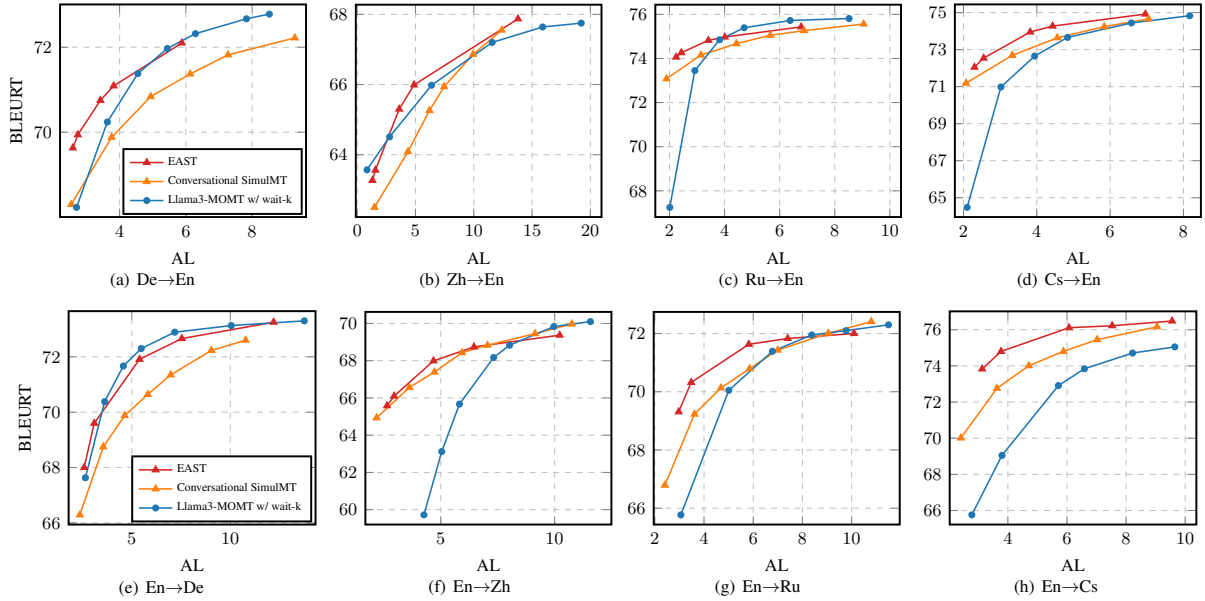 BLEURT
72
70
4
6
8
AL
(a) De→En
EAST
Conversational SimulMT
Llama3-MOMT w/ wait-k
68
66
64
0
5
10
15
20
AL
(b) Zh→En
76
74
72
70
68
2
4
6
8
10
AL
(c) Ru→En
75
73
71
69
67
65
2
4
6
8
AL
(d) Cs→En
BLEURT
72
70
68
66
5
10
AL
(e) En→De
EAST
Conversational SimulMT
Llama3-MOMT w/ wait-k
70
68
66
64
62
60
5
10
AL
(f) En→Zh
72
70
68
66
2
4
6
8
10
AL
(g) En→Ru
76
74
72
70
68
66
4
6
8
10
AL
(h) En→Cs